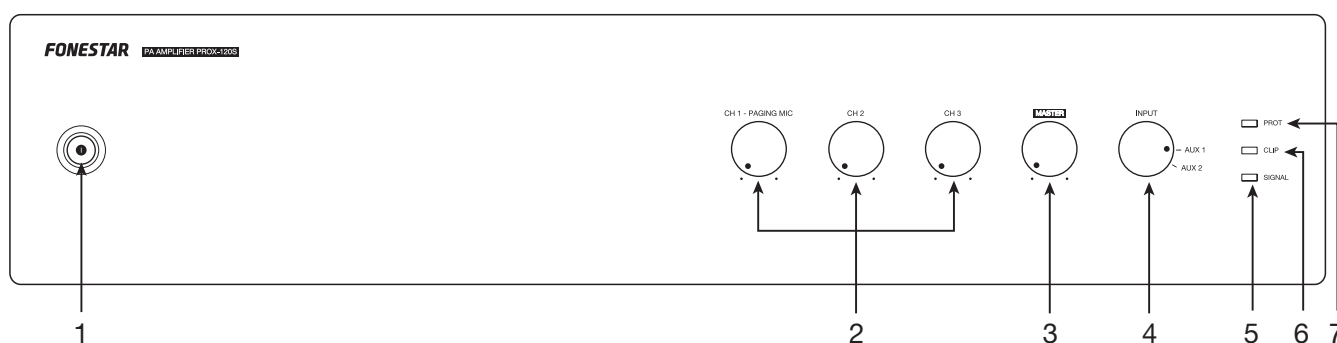 FONESTAR PA AMPLIFIER PROX-120S
CH 1 - PAGING MIC CH 2 CH 3 MASTER INPUT
PROT
AUX 1 CLIP
AUX 2
SIGNAL
1 2 3 4 5 6 7